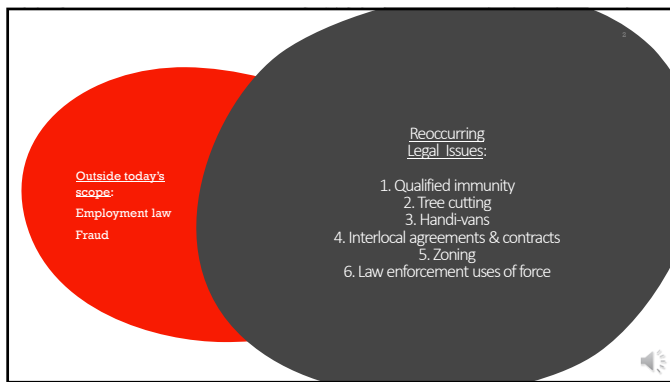 2
Outside today's
scope:
Employment law
Fraud
Reoccurring
Legal Issues:
1. Qualified immunity
2. Tree cutting
3. Handi-vans
4. Interlocal agreements & contracts
5. Zoning
6. Law enforcement uses of force